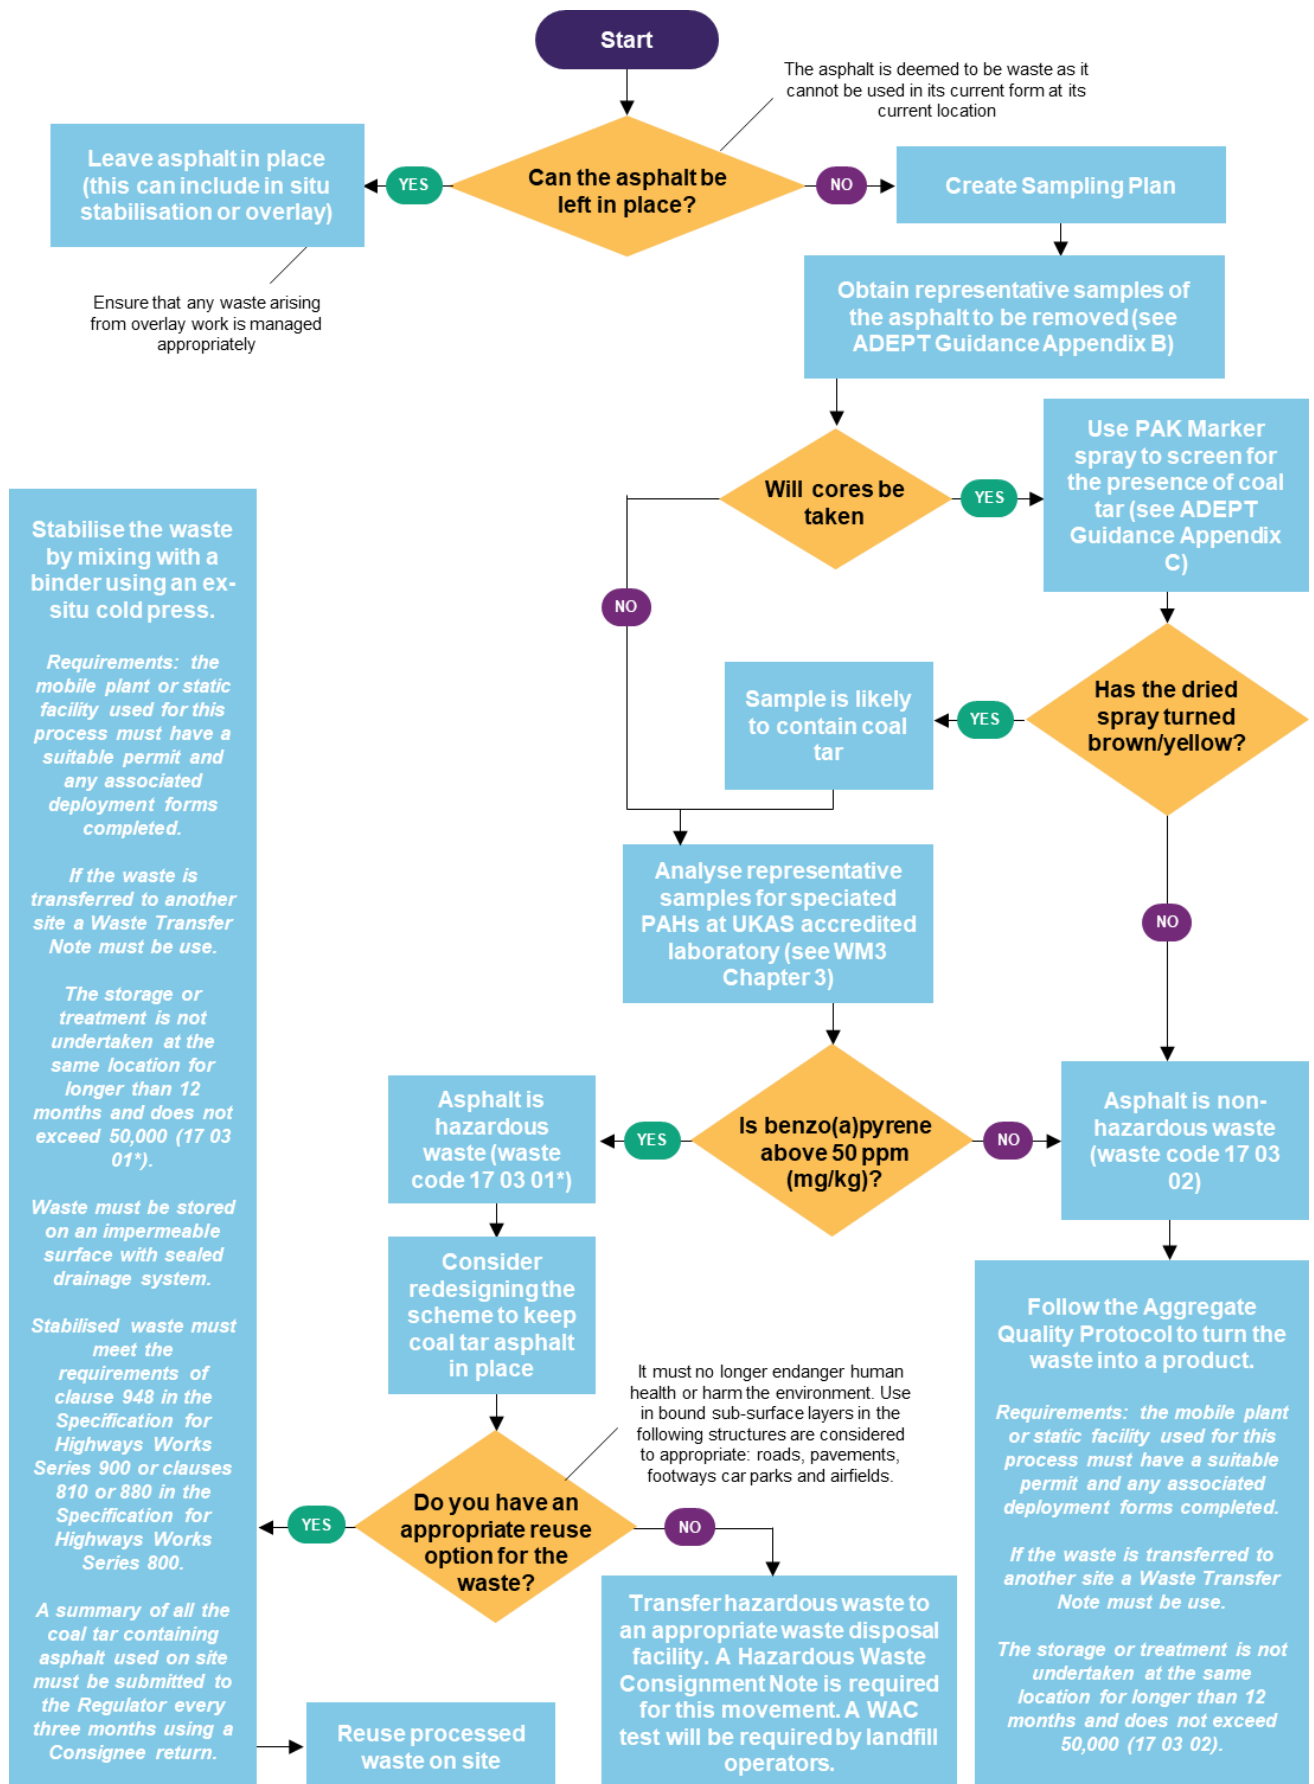 Start
The asphalt is deemed to be waste as it
cannot be used in its current form at its
current location
Can the asphalt be
left in place?
YES
Leave asphalt in place
(this can include in situ
stabilisation or overlay)
Ensure that any waste arising
from overlay work is managed
appropriately
NO
Create Sampling Plan
Obtain representative samples of
the asphalt to be removed (see
ADEPT Guidance Appendix B)
Will cores be
taken
YES
Use PAK Marker
spray to screen for
the presence of coal
tar (see ADEPT
Guidance Appendix
C)
NO
Has the dried
spray turned
brown/yellow?
YES
Sample is likely
to contain coal
tar
NO
Analyse representative
samples for speciated
PAHs at UKAS accredited
laboratory (see WM3
Chapter 3)
Is benzo(a)pyrene
above 50 ppm
(mg/kg)?
YES
Asphalt is
hazardous
waste (waste
code 17 03 01*)
NO
Asphalt is non-
hazardous waste
(waste code 17 03
02)
Consider
redesigning the
scheme to keep
coal tar asphalt
in place
It must no longer endanger human
health or harm the environment. Use
in bound sub-surface layers in the
following structures are considered
to appropriate: roads, pavements,
footways car parks and airfields.
Do you have an
appropriate reuse
option for the
waste?
YES
NO
Transfer hazardous waste to
an appropriate waste disposal
facility. A Hazardous Waste
Consignment Note is required
for this movement. A WAC
test will be required by landfill
operators.
Follow the Aggregate
Quality Protocol to turn the
waste into a product.
Requirements: the mobile plant
or static facility used for this
process must have a suitable
permit and any associated
deployment forms completed.
If the waste is transferred to
another site a Waste Transfer
Note must be use.
The storage or treatment is not
undertaken at the same
location for longer than 12
months and does not exceed
50,000 (17 03 02).
Stabilise the waste
by mixing with a
binder using an ex-
situ cold press.
Requirements: the
mobile plant or static
facility used for this
process must have a
suitable permit and
any associated
deployment forms
completed.
If the waste is
transferred to another
site a Waste Transfer
Note must be use.
The storage or
treatment is not
undertaken at the
same location for
longer than 12
months and does not
exceed 50,000 (17 03
01*).
Waste must be stored
on an impermeable
surface with sealed
drainage system.
Stabilised waste must
meet the
requirements of
clause 948 in the
Specification for
Highways Works
Series 900 or clauses
810 or 880 in the
Specification for
Highways Works
Series 800.
A summary of all the
coal tar containing
asphalt used on site
must be submitted to
the Regulator every
three months using a
Consignee return.
Reuse processed
waste on site